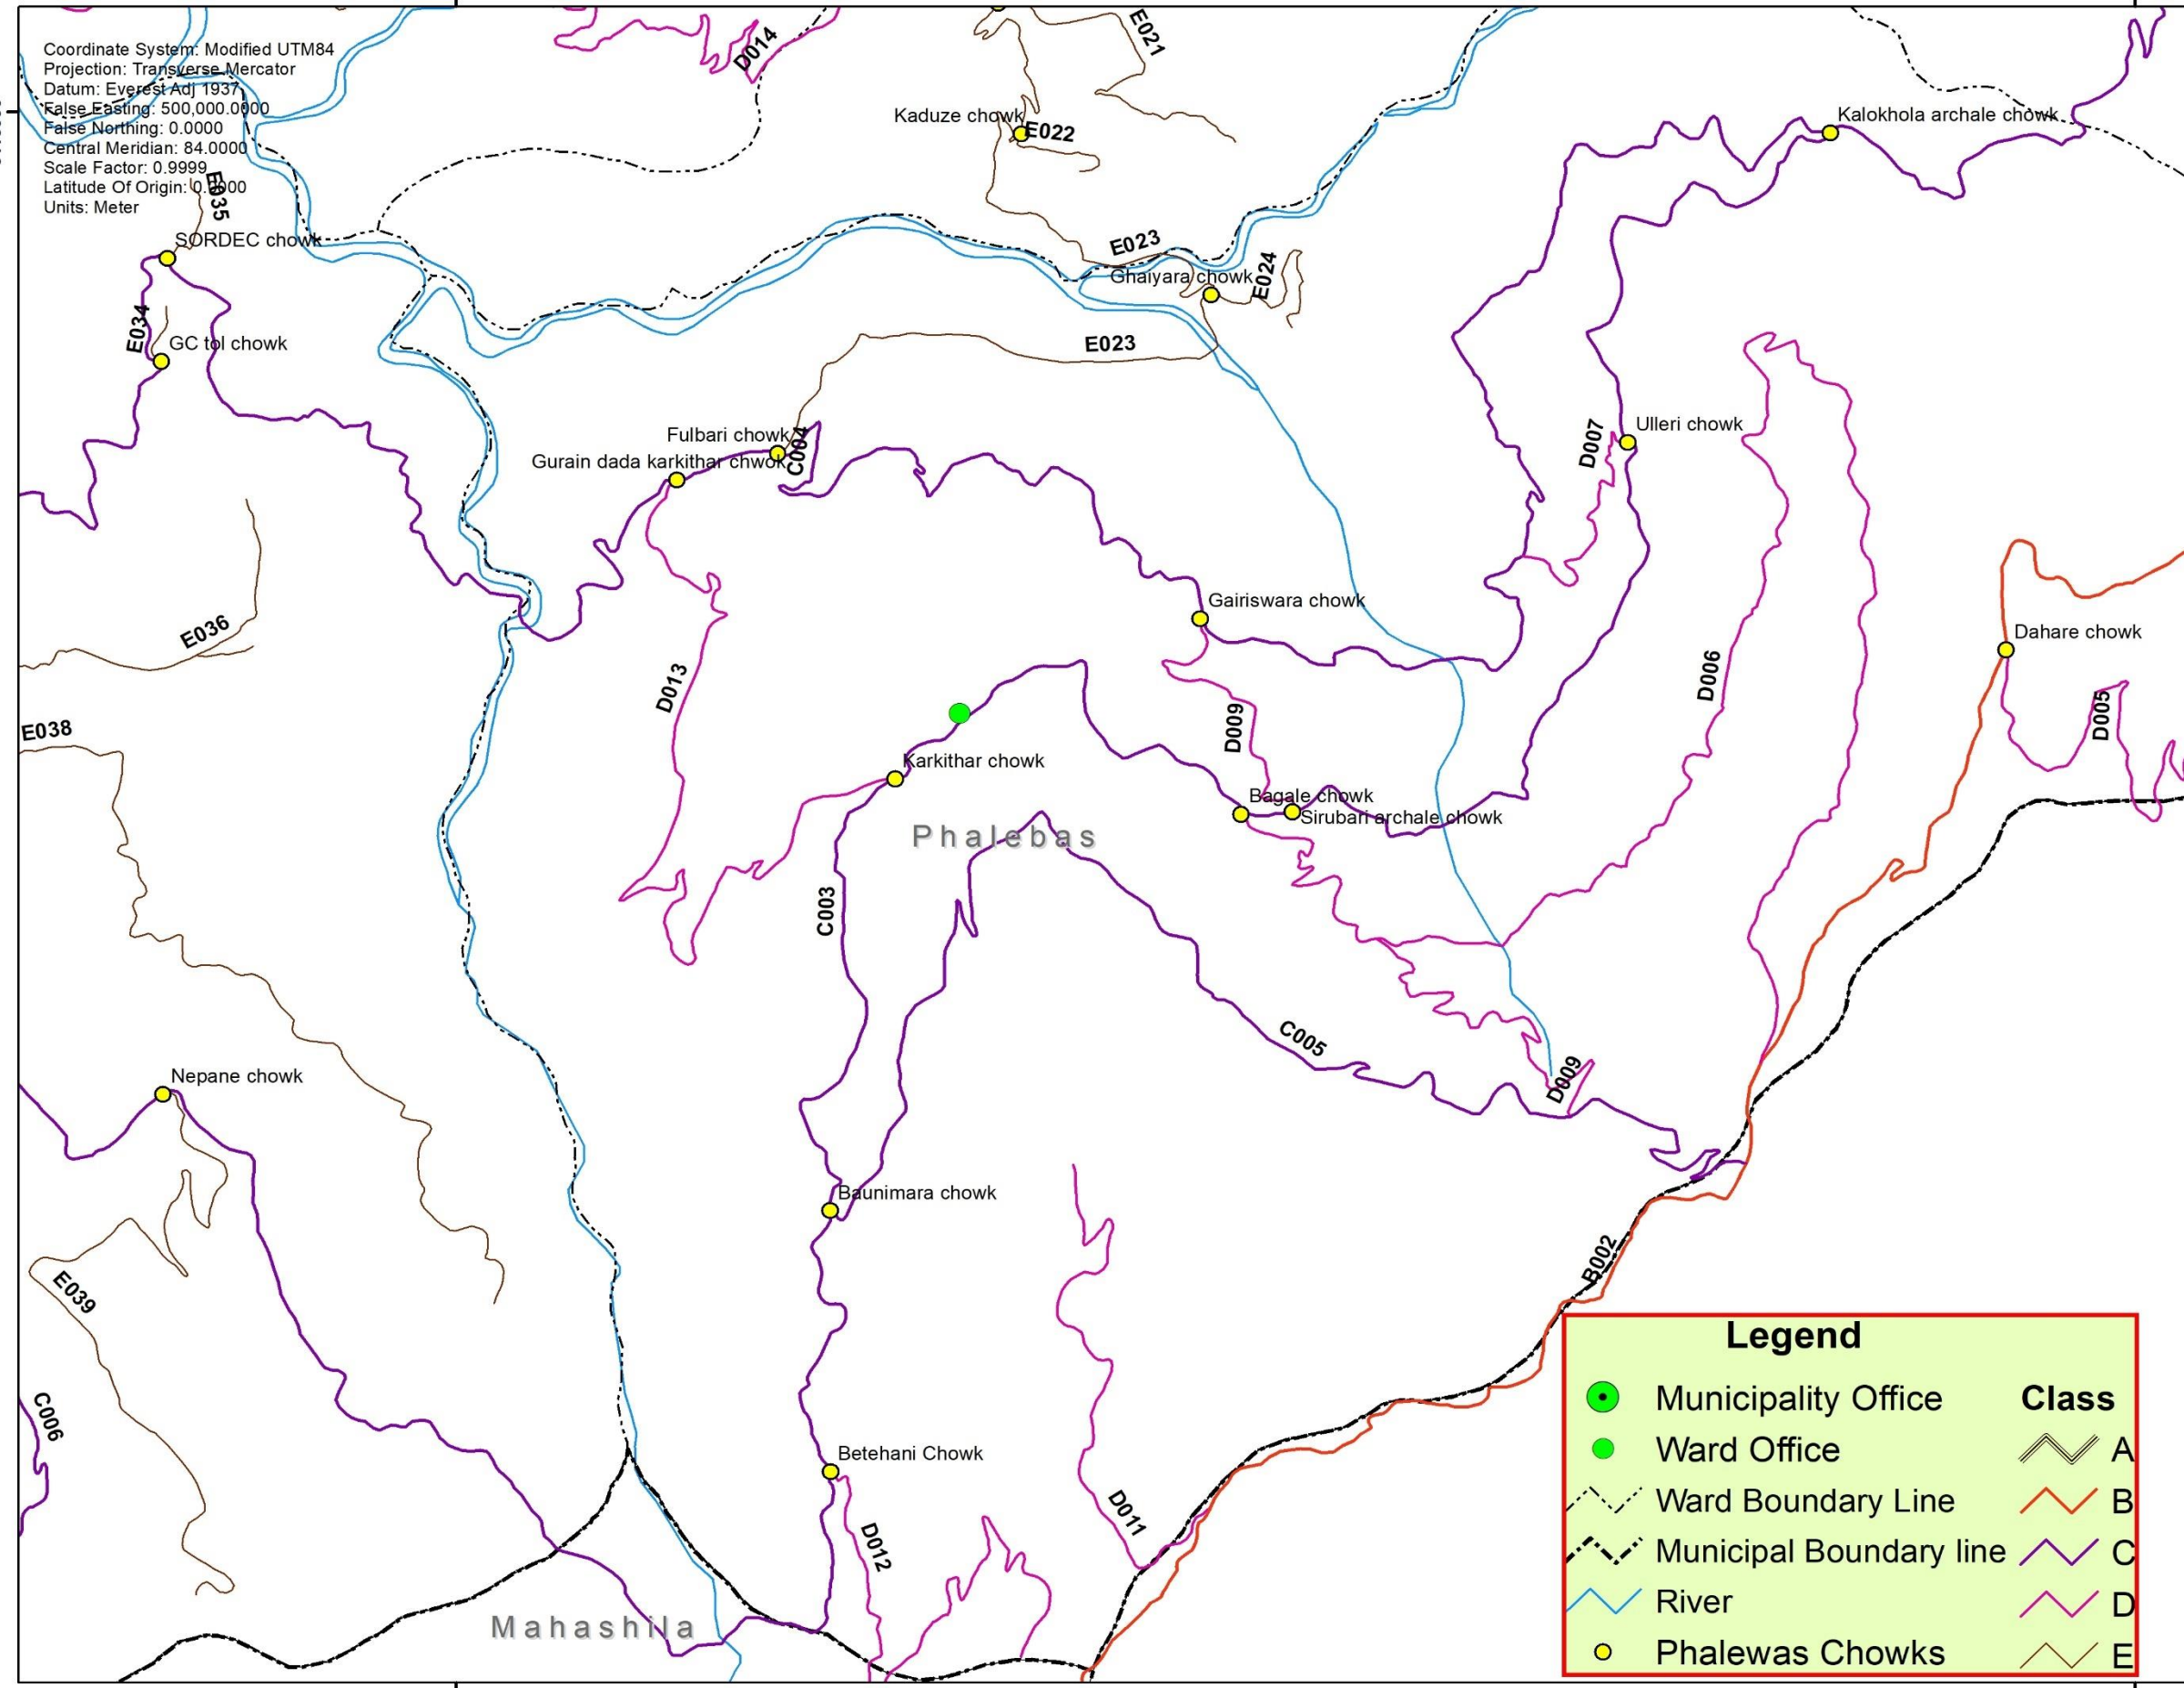 Coordinate System: Modified UTM84
Projection: Transverse Mercator
Datum: Everest Adj 1937
False Easting: 500,000.0000
False Northing: 0.0000
Central Meridian: 84.0000
Scale Factor: 0.9999
Latitude Of Origin: 0.0000
Units: Meter
D014
E021
Kaduze chowk
E022
Kalokhola archale chowk
E035
SORDEC chowk
E023
Ghaiyara chowk
E024
E034
GC tol chowk
E023
Fulbari chowk
C004
Gurain dada karkithar chwok
D007
Ulleri chowk
Gairiswara chowk
E036
Dahare chowk
D013
D006
D009
D005
E038
Karkithar chowk
Bagale chowk
Sirubari archale chowk
Phalebas
C003
C005
D009
Nepane chowk
Baunimara chowk
B002
E039
C006
Betehani Chowk
D011
D012
Mahashila
Legend
Municipality Office
Class
A
Ward Office
Ward Boundary Line
B
Municipal Boundary line
C
River
D
Phalewas Chowks
E